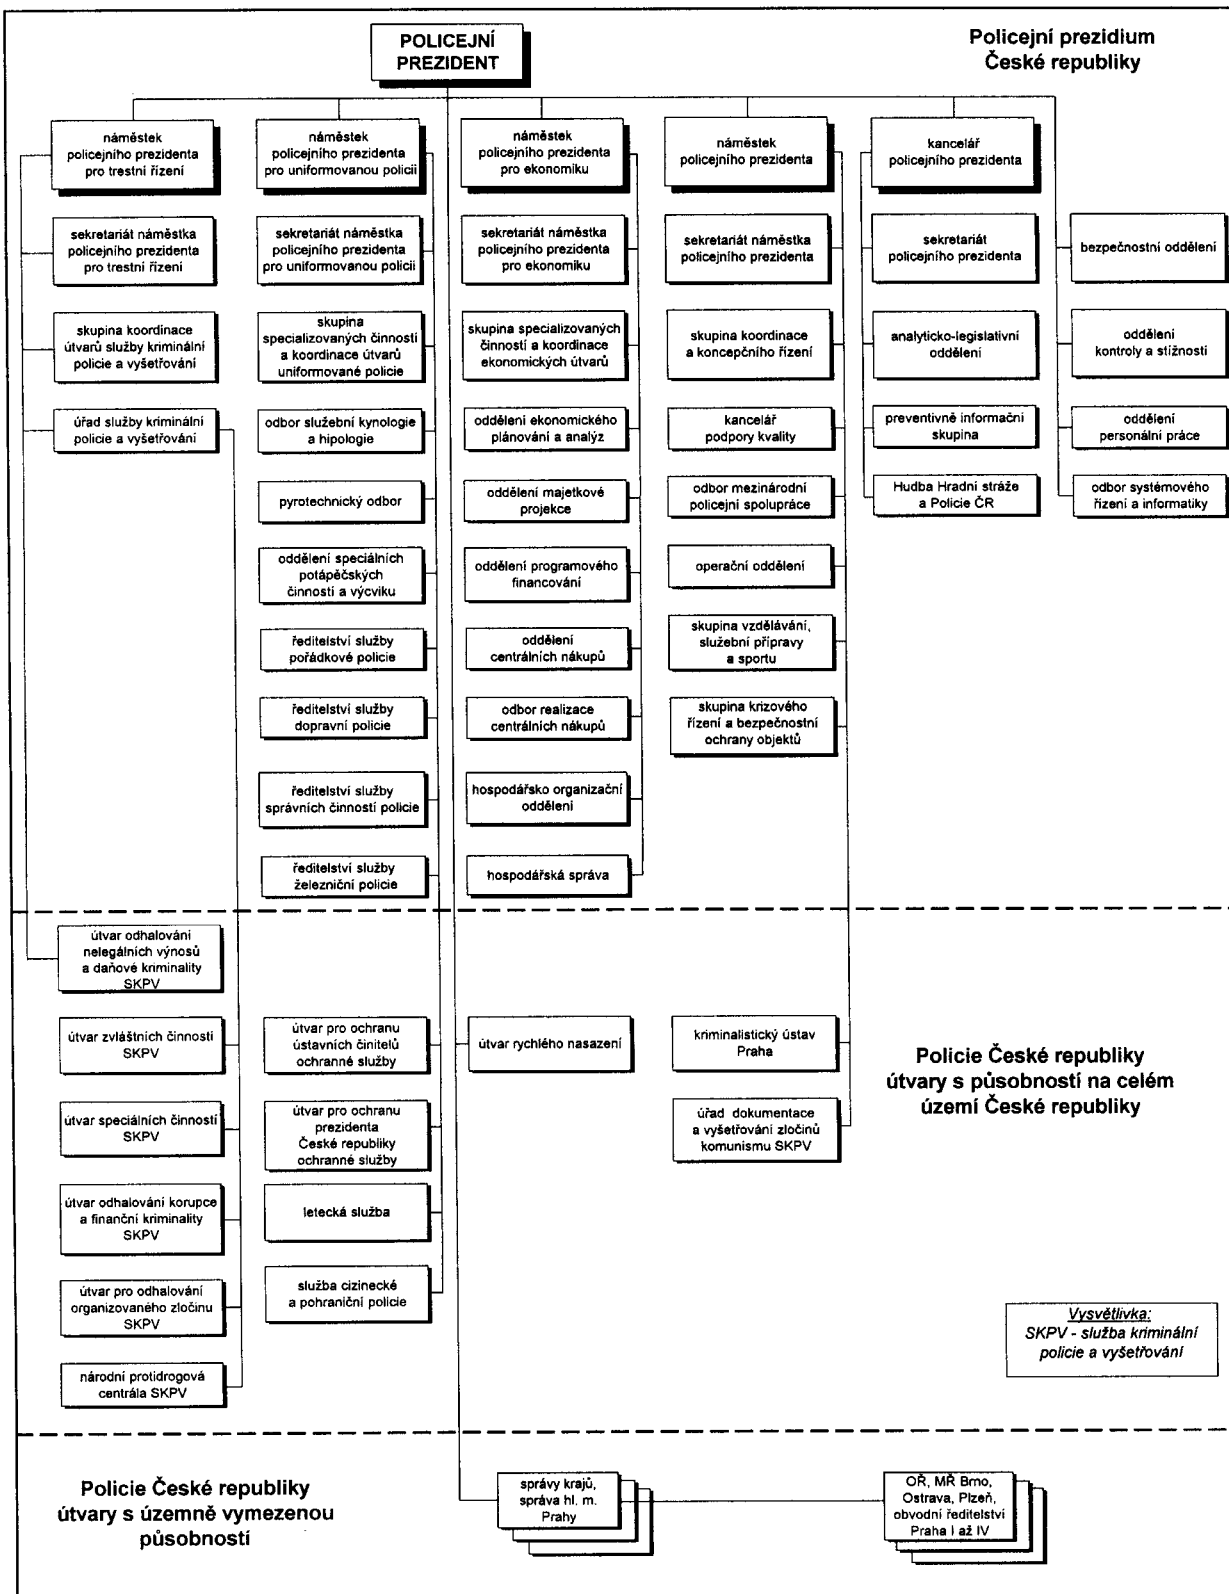 POLICEJNÍ
PREZIDENT
Policejní prezidium
České republiky
náměstek
policejního prezidenta
pro trestní řízení
náměstek
policejního prezidenta
pro uniformovanou policii
náměstek
policejního prezidenta
pro ekonomiku
náměstek
policejního prezidenta
kancelář
policejního prezidenta
sekretariát náměstka
policejního prezidenta
pro trestní řízení
sekretariát náměstka
policejního prezidenta
pro uniformovanou policii
sekretariát náměstka
policejního prezidenta
pro ekonomiku
sekretariát náměstka
policejního prezidenta
sekretariát
policejního prezidenta
bezpečnostní oddělení
skupina koordinace
útvarů služby kriminální
policie a vyšetřování
skupina
specializovaných činností
a koordinace útvarů
uniformované policie
skupina specializovaných
činností a koordinace
ekonomických útvarů
skupina koordinace
a koncepčního řízení
analyticko-legislativní
oddělení
oddělení
kontroly a stížností
úřad služby kriminální
policie a vyšetřování
odbor služební kynologie
a hipologie
oddělení ekonomického
plánování a analýz
kancelář
podpory kvality
preventivně informační
skupina
oddělení
personální práce
pyrotechnický odbor
oddělení majetkové
projekce
odbor mezinárodní
policejní spolupráce
Hudba Hradní stráže
a Policie ČR
odbor systémového
řízení a informatiky
oddělení speciálních
potápěčských
činností a výcviku
oddělení programového
financování
operační oddělení
ředitelství služby
pořádkové policie
oddělení
centrálních nákupů
skupina vzdělávání,
služební přípravy
a sportu
ředitelství služby
dopravní policie
odbor realizace
centrálních nákupů
skupina krizového
řízení a bezpečnostní
ochrany objektů
ředitelství služby
správních činností policie
hospodářsko organizační
oddělení
ředitelství služby
železniční policie
hospodářská správa
útvar odhalování
nelegálních výnosů
a daňové kriminality
SKPV
útvar zvláštních činností
SKPV
útvar pro ochranu
ústavních činitelů
ochranné služby
útvar rychlého nasazení
kriminalistický ústav
Praha
Policie České republiky
útvary s působností na celém
území České republiky
útvar speciálních činností
SKPV
útvar pro ochranu
prezidenta
České republiky
ochranné služby
úřad dokumentace
a vyšetřování zločinů
komunismu SKPV
útvar odhalování korupce
a finanční kriminality
SKPV
letecká služba
útvar pro odhalování
organizovaného zločinu
SKPV
služba cizinecké
a pohraniční policie
Vysvětlivka:
SKPV - služba kriminální
policie a vyšetřování
národní protidrogová
centrála SKPV
Policie České republiky
útvary s územně vymezenou
působností
správy krajů,
správa hl. m.
Prahy
OŘ, MŘ Brno,
Ostrava, Plzeň,
obvodní ředitelství
Praha I až IV